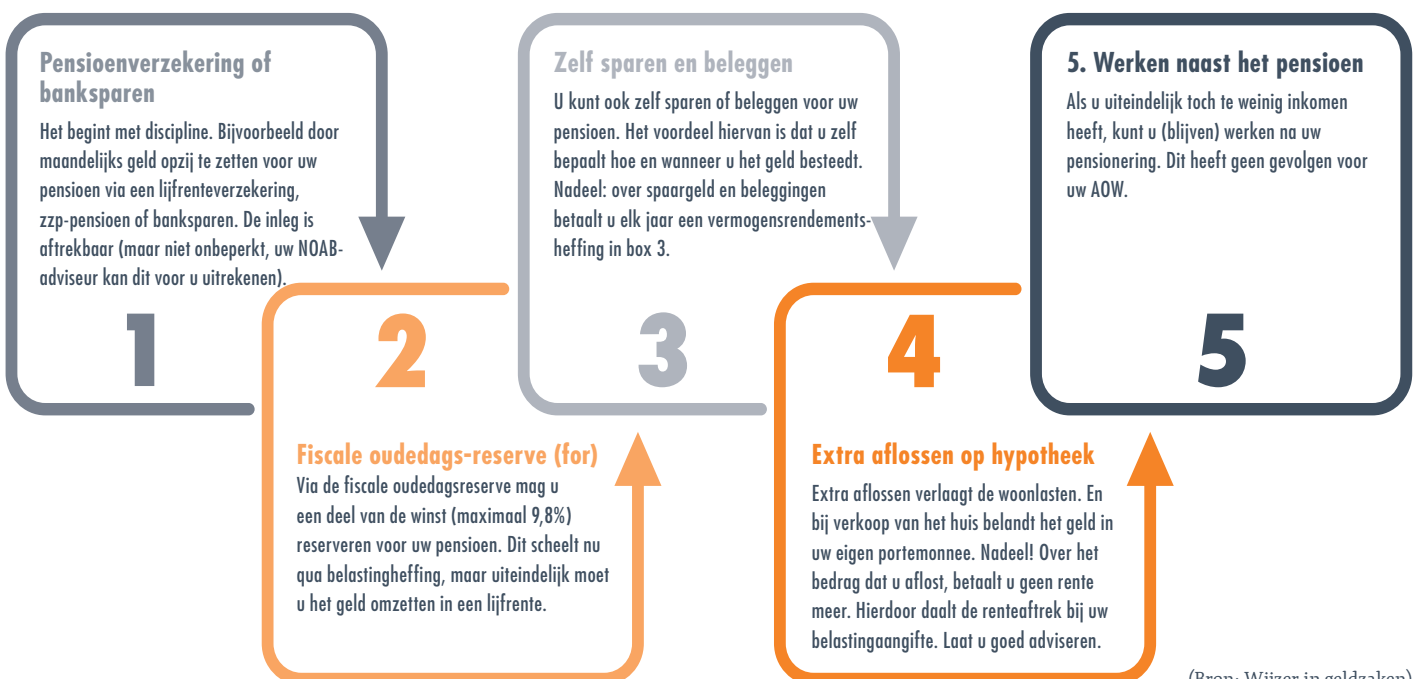 Pensioenverzekering of
banksparen
Het begint met discipline. Bijvoorbeeld door
maandelijks geld opzij te zetten voor uw
pensioen via een lijfrenteverzekering,
zzp-pensioen of banksparen. De inleg is
aftrekbaar (maar niet onbeperkt, uw NOAB-
adviseur kan dit voor u uitrekenen).
1
2
Fiscale oudedags-reserve (for)
Via de fiscale oudedagsreserve mag u
een deel van de winst (maximaal 9,8%)
reserveren voor uw pensioen. Dit scheelt nu
qua belastingheffing, maar uiteindelijk moet
u het geld omzetten in een lijfrente.
Zelf sparen en beleggen
U kunt ook zelf sparen of beleggen voor uw
pensioen. Het voordeel hiervan is dat u zelf
bepaalt hoe en wanneer u het geld besteedt.
Nadeel: over spaargeld en beleggingen
betaalt u elk jaar een vermogensrendements-
heffing in box 3.
3
4
Extra aflossen op hypotheek
Extra aflossen verlaagt de woonlasten. En
bij verkoop van het huis belandt het geld in
uw eigen portemonnee. Nadeel! Over het
bedrag dat u aflost, betaalt u geen rente
meer. Hierdoor daalt de renteaftrek bij uw
belastingaangifte. Laat u goed adviseren.
5. Werken naast het pensioen
Als u uiteindelijk toch te weinig inkomen
heeft, kunt u (blijven) werken na uw
pensionering. Dit heeft geen gevolgen voor
uw AOW.
5
(Bron: Wijzer in geldzaken)